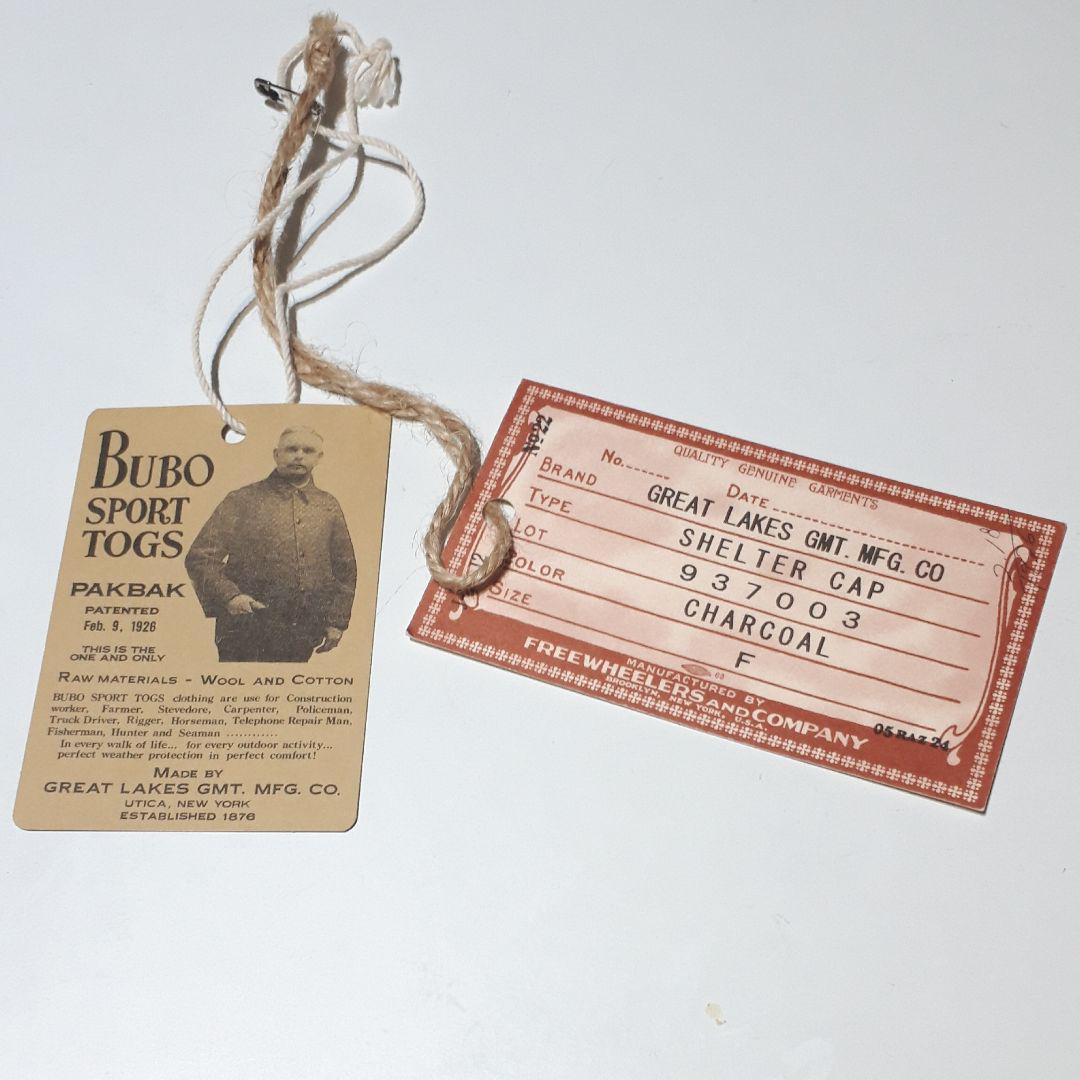 BUBO
SPORT
TOGS
PAKBAK
PATENTED
Feb. 9, 1926
THIS IS THE
ONE AND ONLY
RAW MATERIALS - WOOL AND COTTON
BUBO SPORT TOGS clothing are use for Construction
worker, Farmer, Stevedore, Carpenter, Policeman,
Truck Driver, Rigger, Horseman, Telephone Repair Man,
Fisherman, Hunter and Seaman ............
In every walk of life... for every outdoor activity...
perfect weather protection in perfect comfort!
MADE BY
GREAT LAKES GMT. MFG. CO.
UTICA, NEW YORK
ESTABLISHED 1876
No 22
QUALITY GENUINE GARMENTS
No....... Date
BRAND GREAT LAKES GMT. MFG. CO
TYPE SHELTER CAP
LOT 937003
COLOR CHARCOAL
SIZE F
MANUFACTURED BY
FREEWHEELERS AND COMPANY
BROOKLYN, NEW YORK, U.S.A.
05 RAZ 24